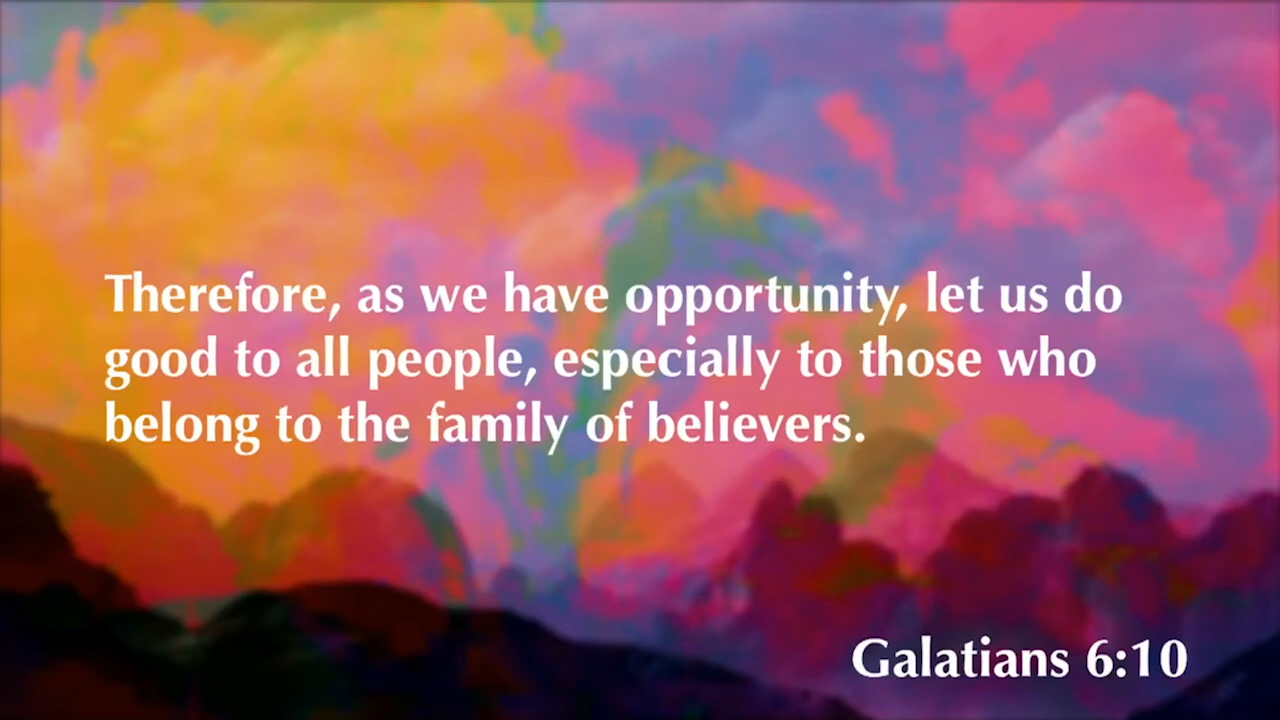 Therefore, as we have opportunity, let us do
good to all people, especially to those who
belong to the family of believers.
Galatians 6:10